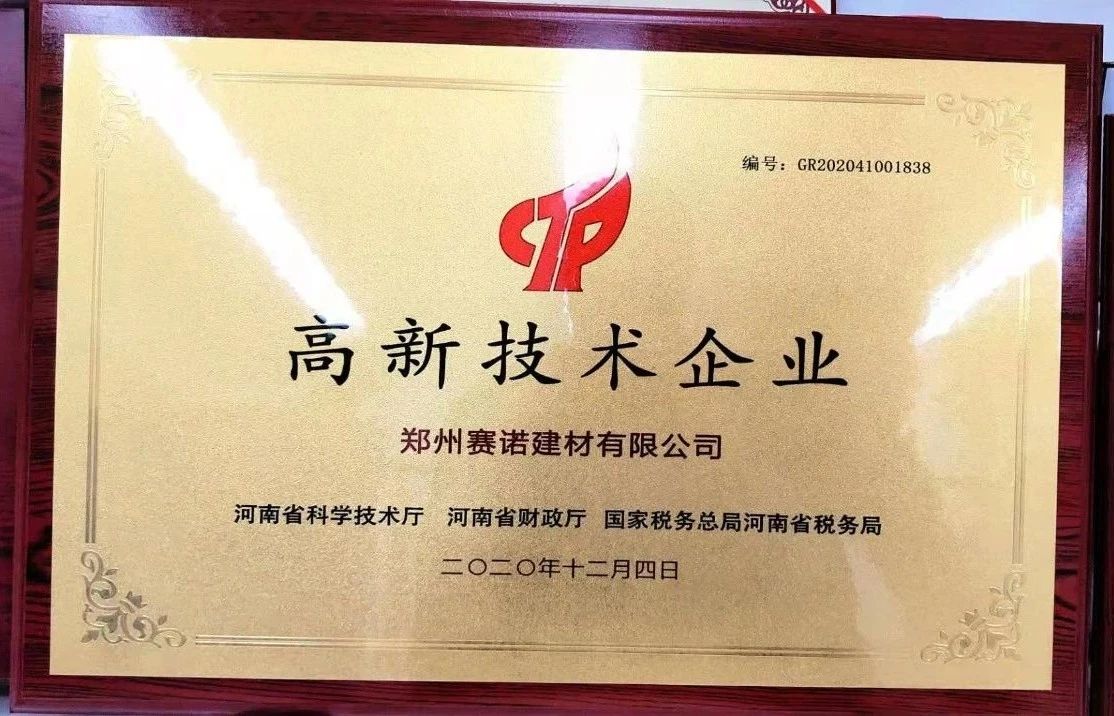 编号：GR202041001838
CTP
高新技术企业
郑州赛诺建材有限公司
河南省科学技术厅 河南省财政厅 国家税务总局河南省税务局
二〇二〇年十二月四日